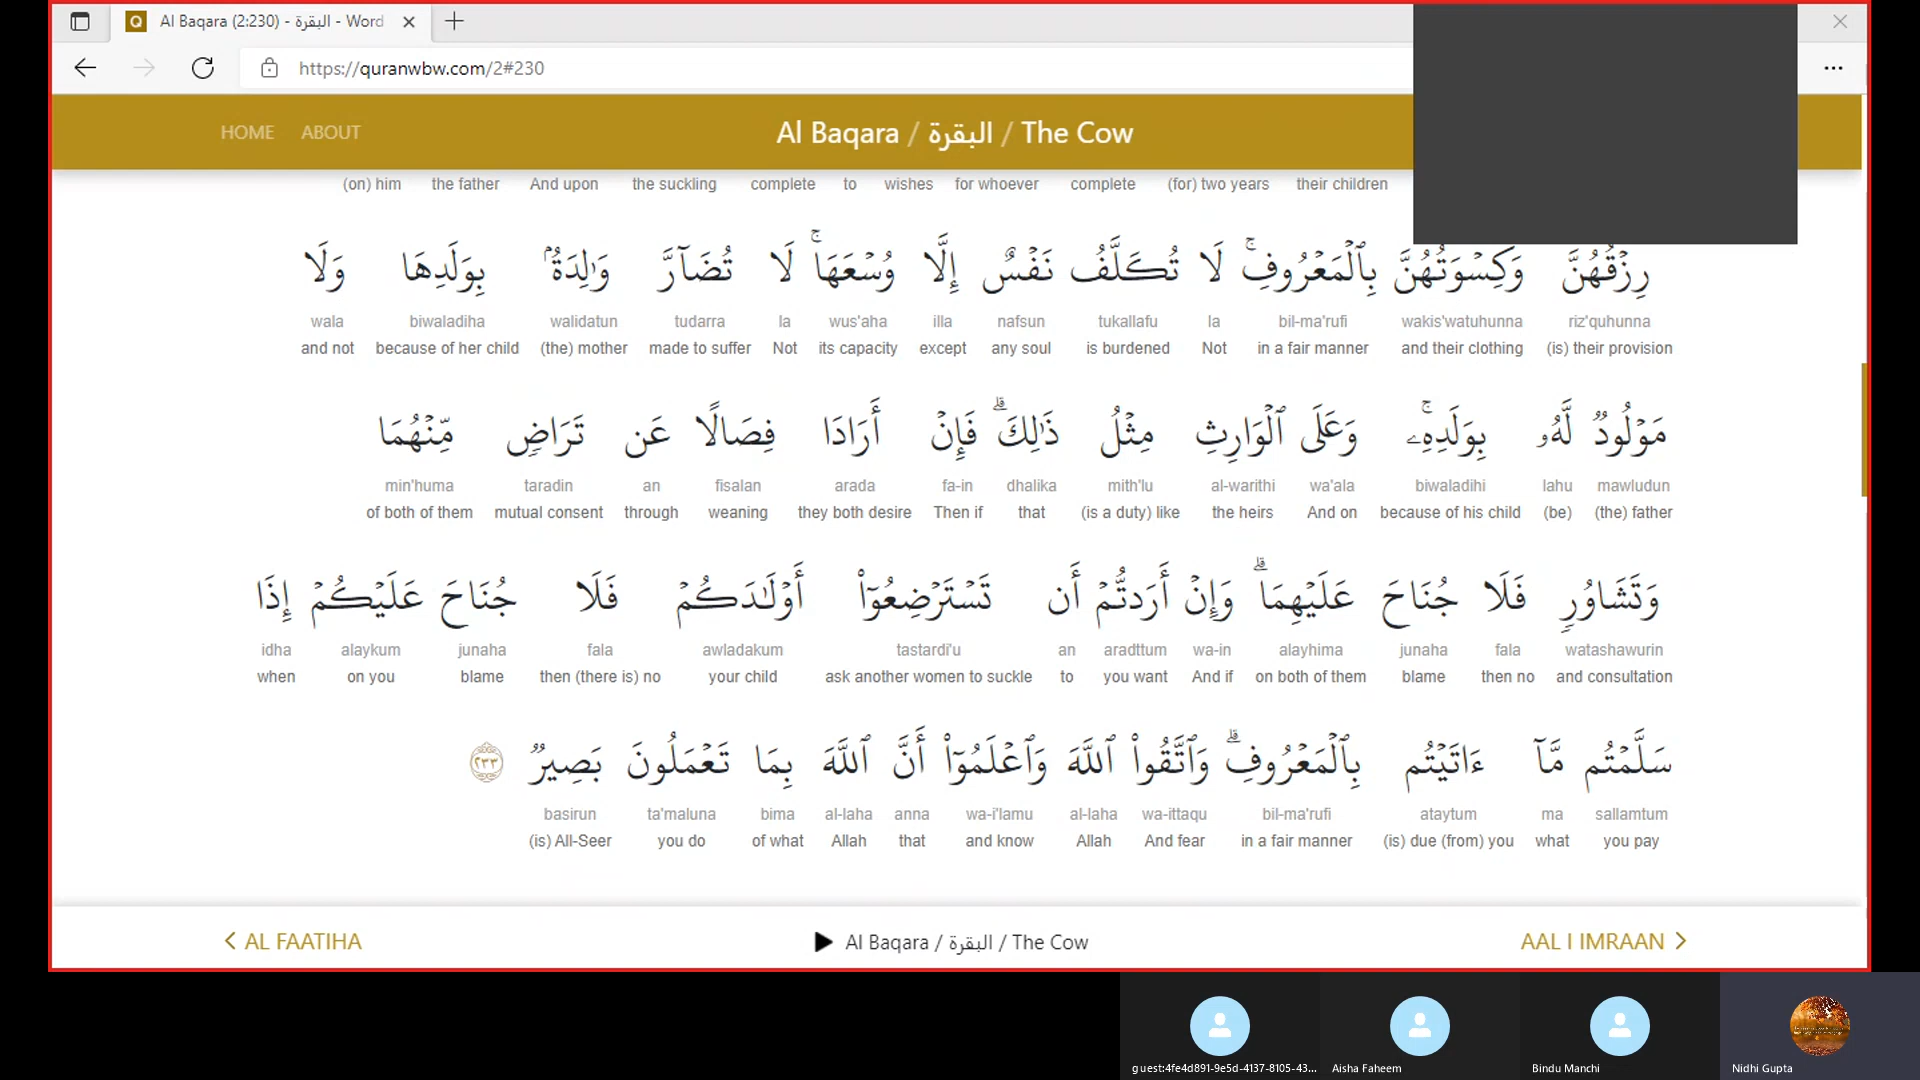 Al Baqara (2:230) - البقرة - Word
https://quranwbw.com/2#230
HOME ABOUT
Al Baqara / البقرة / The Cow
(on) him the father And upon the suckling complete to wishes for whoever complete (for) two years their children
رِزۡقُهُنَّ وَكِسۡوَتُهُنَّ بِٱلۡمَعۡرُوفِۚ لَا تُكَلَّفُ نَفۡسٌ إِلَّا وُسۡعَهَاۚ لَا تُضَآرَّ وَٰلِدَةُۢ بِوَلَدِهَا وَلَا
wala biwaladiha walidatun tudarra la wus'aha illa nafsun tukallafu la bil-ma'rufi wakis'watuhunna riz'quhunna
and not because of her child (the) mother made to suffer Not its capacity except any soul is burdened Not in a fair manner and their clothing (is) their provision
مَوۡلُودٞ لَّهُۥ بِوَلَدِهِۦۚ وَعَلَى ٱلۡوَارِثِ مِثۡلُ ذَٰلِكَۗ فَإِنۡ أَرَادَا فِصَالًا عَن تَرَاضٖ مِّنۡهُمَا
min'huma taradin an fisalan arada fa-in dhalika mith'lu al-warithi wa'ala biwaladihi lahu mawludun
of both of them mutual consent through weaning they both desire Then if that (is a duty) like the heirs And on because of his child (be) (the) father
وَتَشَاوُرٖ فَلَا جُنَاحَ عَلَيۡهِمَاۗ وَإِنۡ أَرَدتُّمۡ أَن تَسۡتَرۡضِعُوٓاْ أَوۡلَٰدَكُمۡ فَلَا جُنَاحَ عَلَيۡكُمۡ إِذَا
idha alaykum junaha fala awladakum tastardi'u an aradttum wa-in alayhima junaha fala watashawurin
when on you blame then (there is) no your child ask another women to suckle to you want And if on both of them blame then no and consultation
سَلَّمۡتُم مَّآ ءَاتَيۡتُم بِٱلۡمَعۡرُوفِۗ وَٱتَّقُواْ ٱللَّهَ وَٱعۡلَمُوٓاْ أَنَّ ٱللَّهَ بِمَا تَعۡمَلُونَ بَصِيرٞ ٢٣٣
basirun ta'maluna bima al-laha anna wa-i'lamu al-laha wa-ittaqu bil-ma'rufi ataytum ma sallamtum
(is) All-Seer you do of what Allah that and know Allah And fear in a fair manner (is) due (from) you what you pay
AL FAATIHA
Al Baqara / البقرة / The Cow
AAL I IMRAAN
guest:4fe4d891-9e5d-4137-8105-43...
Aisha Faheem
Bindu Manchi
Nidhi Gupta